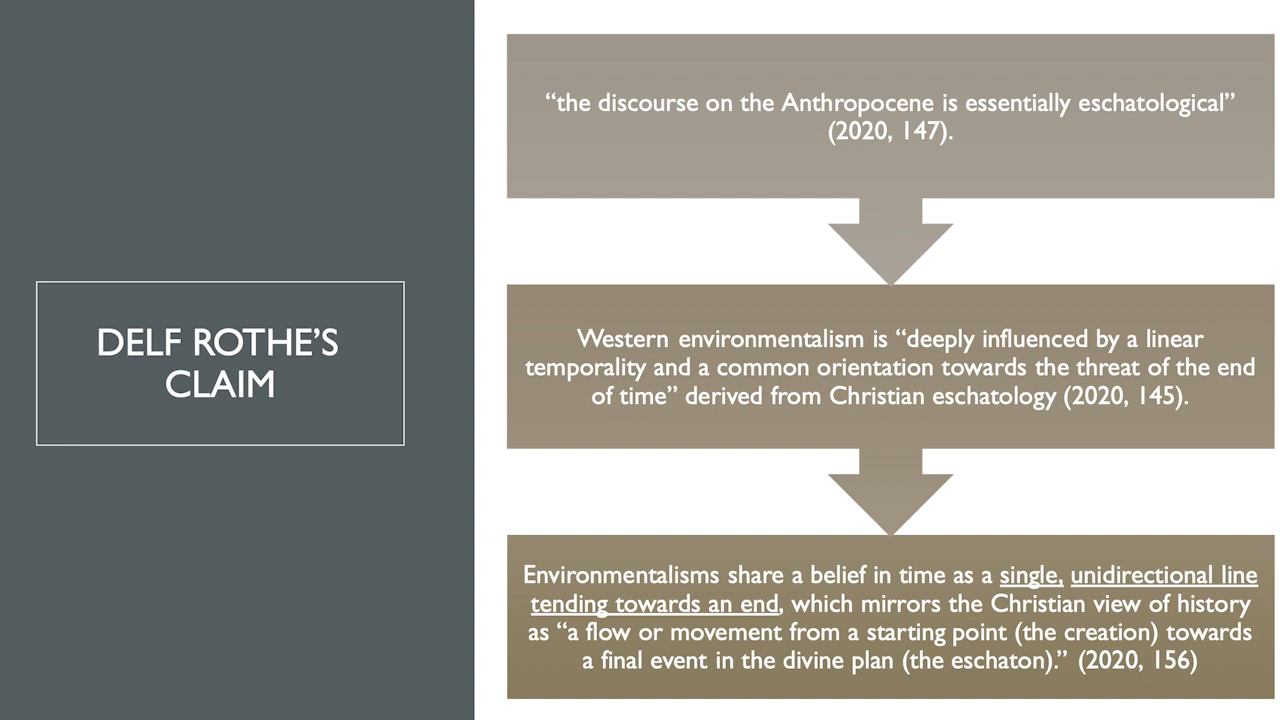 DELF ROTHE’S
CLAIM
“the discourse on the Anthropocene is essentially eschatological”
(2020, 147).
Western environmentalism is “deeply influenced by a linear
temporality and a common orientation towards the threat of the end
of time” derived from Christian eschatology (2020, 145).
Environmentalisms share a belief in time as a single, unidirectional line
tending towards an end, which mirrors the Christian view of history
as “a flow or movement from a starting point (the creation) towards
a final event in the divine plan (the eschaton).” (2020, 156)